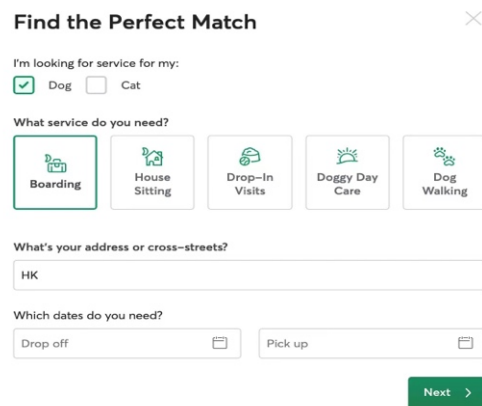 Find the Perfect Match
I'm looking for service for my:
Dog Cat
What service do you need?
Boarding
House
Sitting
Drop-In
Visits
Doggy Day
Care
Dog
Walking
What's your address or cross-streets?
HK
Which dates do you need?
Drop off Pick up
Next